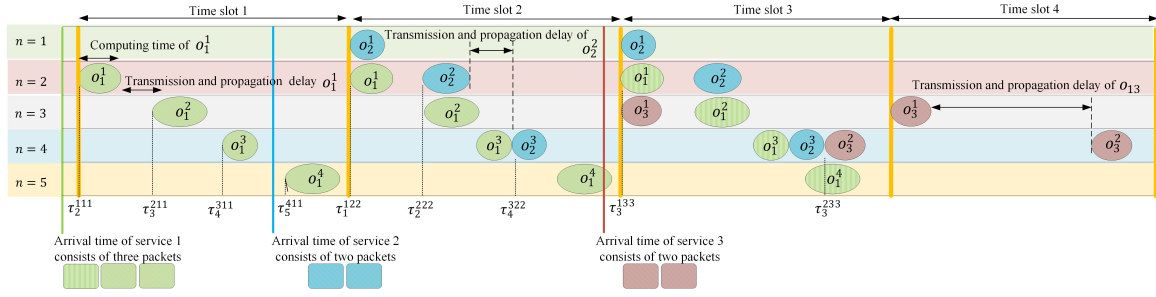 Time slot 1 Time slot 2 Time slot 3 Time slot 4
n = 1 Computing time of o₁¹ o₂¹ Transmission and propagation delay of o₂² o₂¹
n = 2 o₁¹ Transmission and propagation delay o₁¹ o₁¹ o₂² o₁¹ o₂² Transmission and propagation delay of o₁₃
n = 3 o₁² o₁² o₃¹ o₁² o₃¹
n = 4 o₁³ o₁³ o₂³ o₁³ o₂³ o₃² o₃²
n = 5 o₁⁴ o₁⁴ o₁⁴
τ₂¹¹¹ τ₃²¹¹ τ₄³¹¹ τ₅⁴¹¹ τ₁¹²² τ₂²²² τ₄³²² τ₃¹³³ τ₃²³³
Arrival time of service 1
consists of three packets
Arrival time of service 2
consists of two packets
Arrival time of service 3
consists of two packets